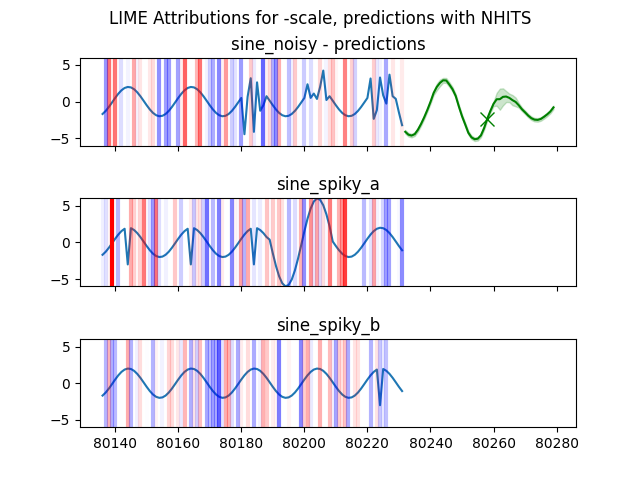 LIME Attributions for -scale, predictions with NHITS
sine_noisy - predictions
5
0
−5
sine_spiky_a
5
0
−5
sine_spiky_b
5
0
−5
80140 80160 80180 80200 80220 80240 80260 80280